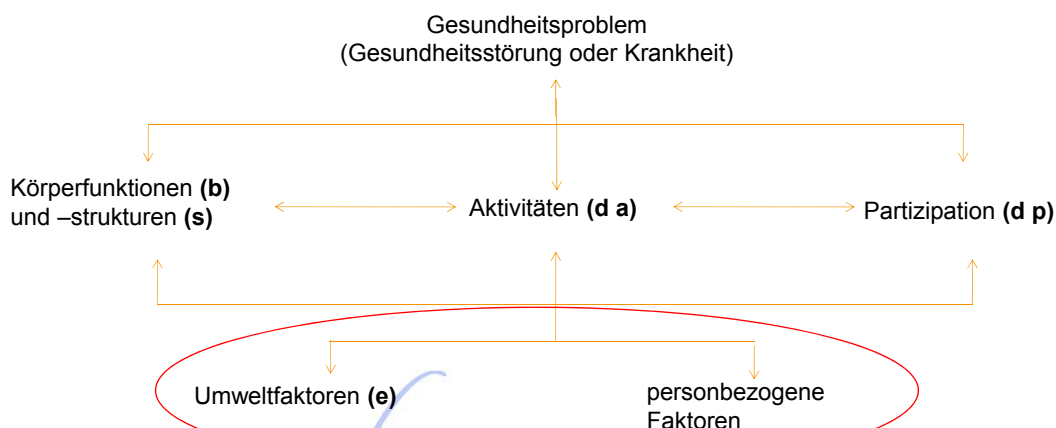 Gesundheitsproblem
(Gesundheitsstörung oder Krankheit)
Körperfunktionen (b)
und –strukturen (s)
Aktivitäten (d a)
Partizipation (d p)
Umweltfaktoren (e)
personbezogene
Faktoren